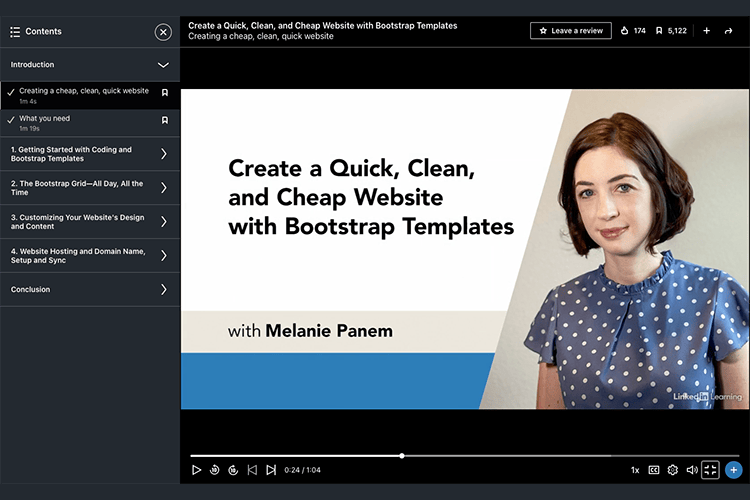 Contents
Introduction
Creating a cheap, clean, quick website
1m 4s
What you need
1m 19s
1. Getting Started with Coding and
Bootstrap Templates
2. The Bootstrap Grid—All Day, All the
Time
3. Customizing Your Website's Design
and Content
4. Website Hosting and Domain Name,
Setup and Sync
Conclusion
Create a Quick, Clean, and Cheap Website with Bootstrap Templates
Creating a cheap, clean, quick website
Leave a review
174
5,122
Create a Quick, Clean,
and Cheap Website
with Bootstrap Templates
with Melanie Panem
LinkedIn Learning
0:24 / 1:04
1x
CC